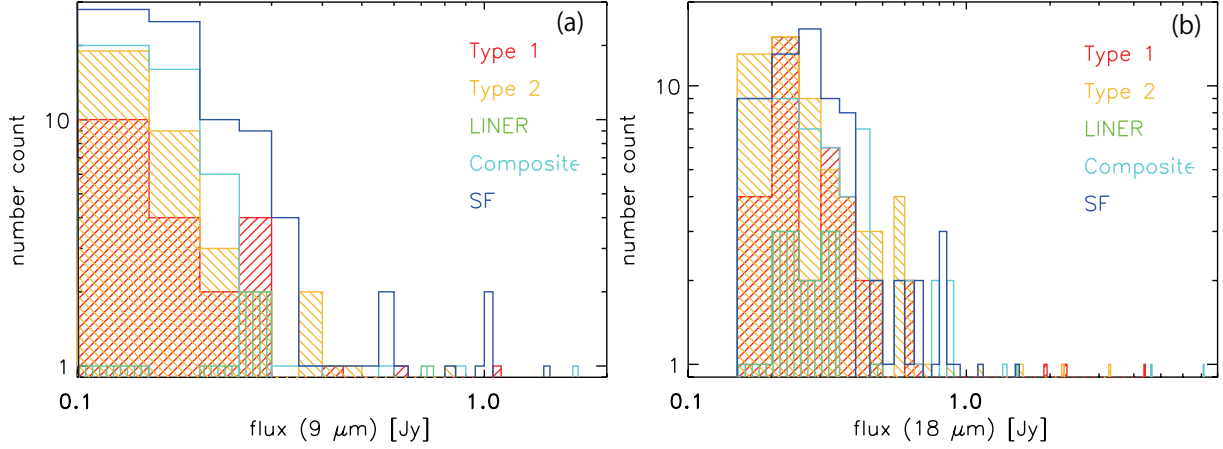 (a)
Type 1
Type 2
LINER
Composite
SF
10
1
0.1
1.0
number count
flux (9 μm) [Jy]
(b)
Type 1
Type 2
LINER
Composite
SF
10
1
0.1
1.0
number count
flux (18 μm) [Jy]